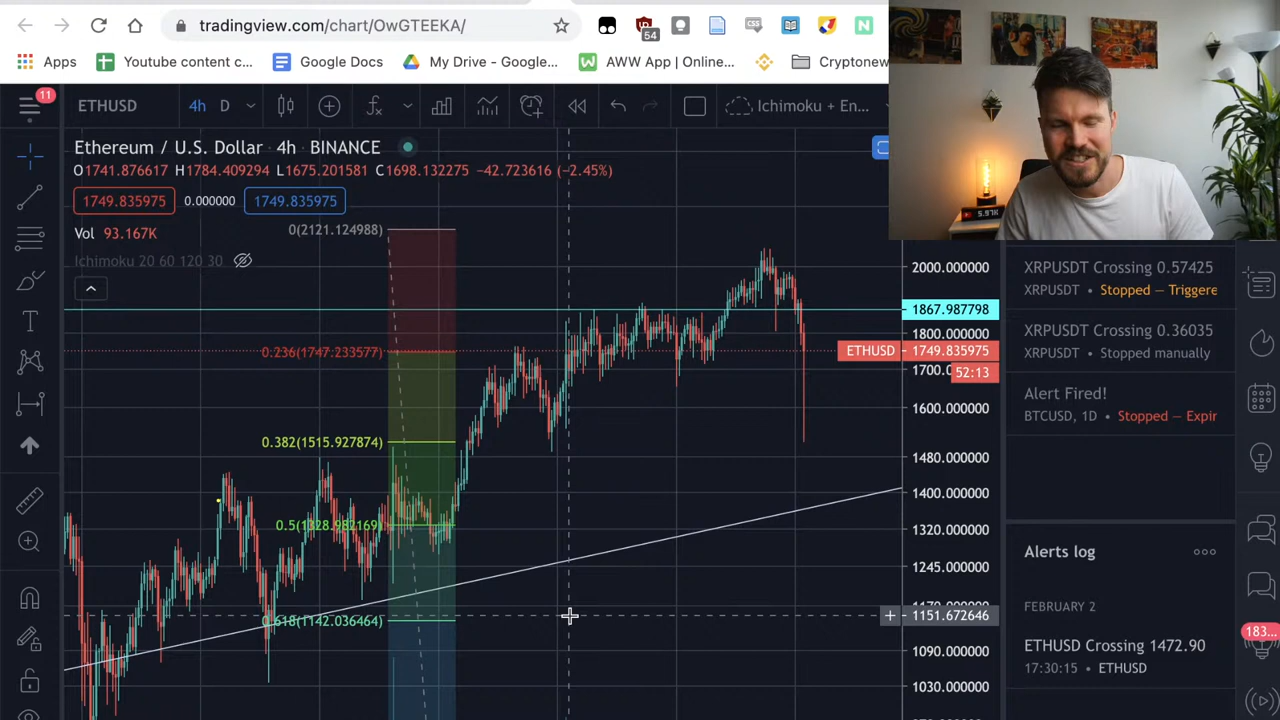 tradingview.com/chart/OwGTEEKA/
54
CSS
N
Apps
Youtube content c...
Google Docs
My Drive - Google...
AWW App | Online...
Cryptonew
11
ETHUSD
4h
D
Ichimoku + En...
Ethereum / U.S. Dollar · 4h · BINANCE
O1741.876617 H1784.409294 L1675.201581 C1698.132275 -42.723616 (-2.45%)
1749.835975
0.000000
1749.835975
Vol 93.167K
Ichimoku 20 60 120 30
0(2121.124988)
0.236(1747.233577)
0.382(1515.927874)
0.5(1328.982169)
0.618(1142.036464)
2000.000000
1867.987798
1800.000000
ETHUSD 1749.835975
1700.
52:13
1600.000000
1480.000000
1400.000000
1320.000000
1245.000000
1151.672646
1090.000000
1030.000000
5.97K
XRPUSDT Crossing 0.57425
XRPUSDT • Stopped — Triggere
XRPUSDT Crossing 0.36035
XRPUSDT • Stopped manually
Alert Fired!
BTCUSD, 1D • Stopped — Expir
Alerts log
FEBRUARY 2
ETHUSD Crossing 1472.90
17:30:15 • ETHUSD
183...